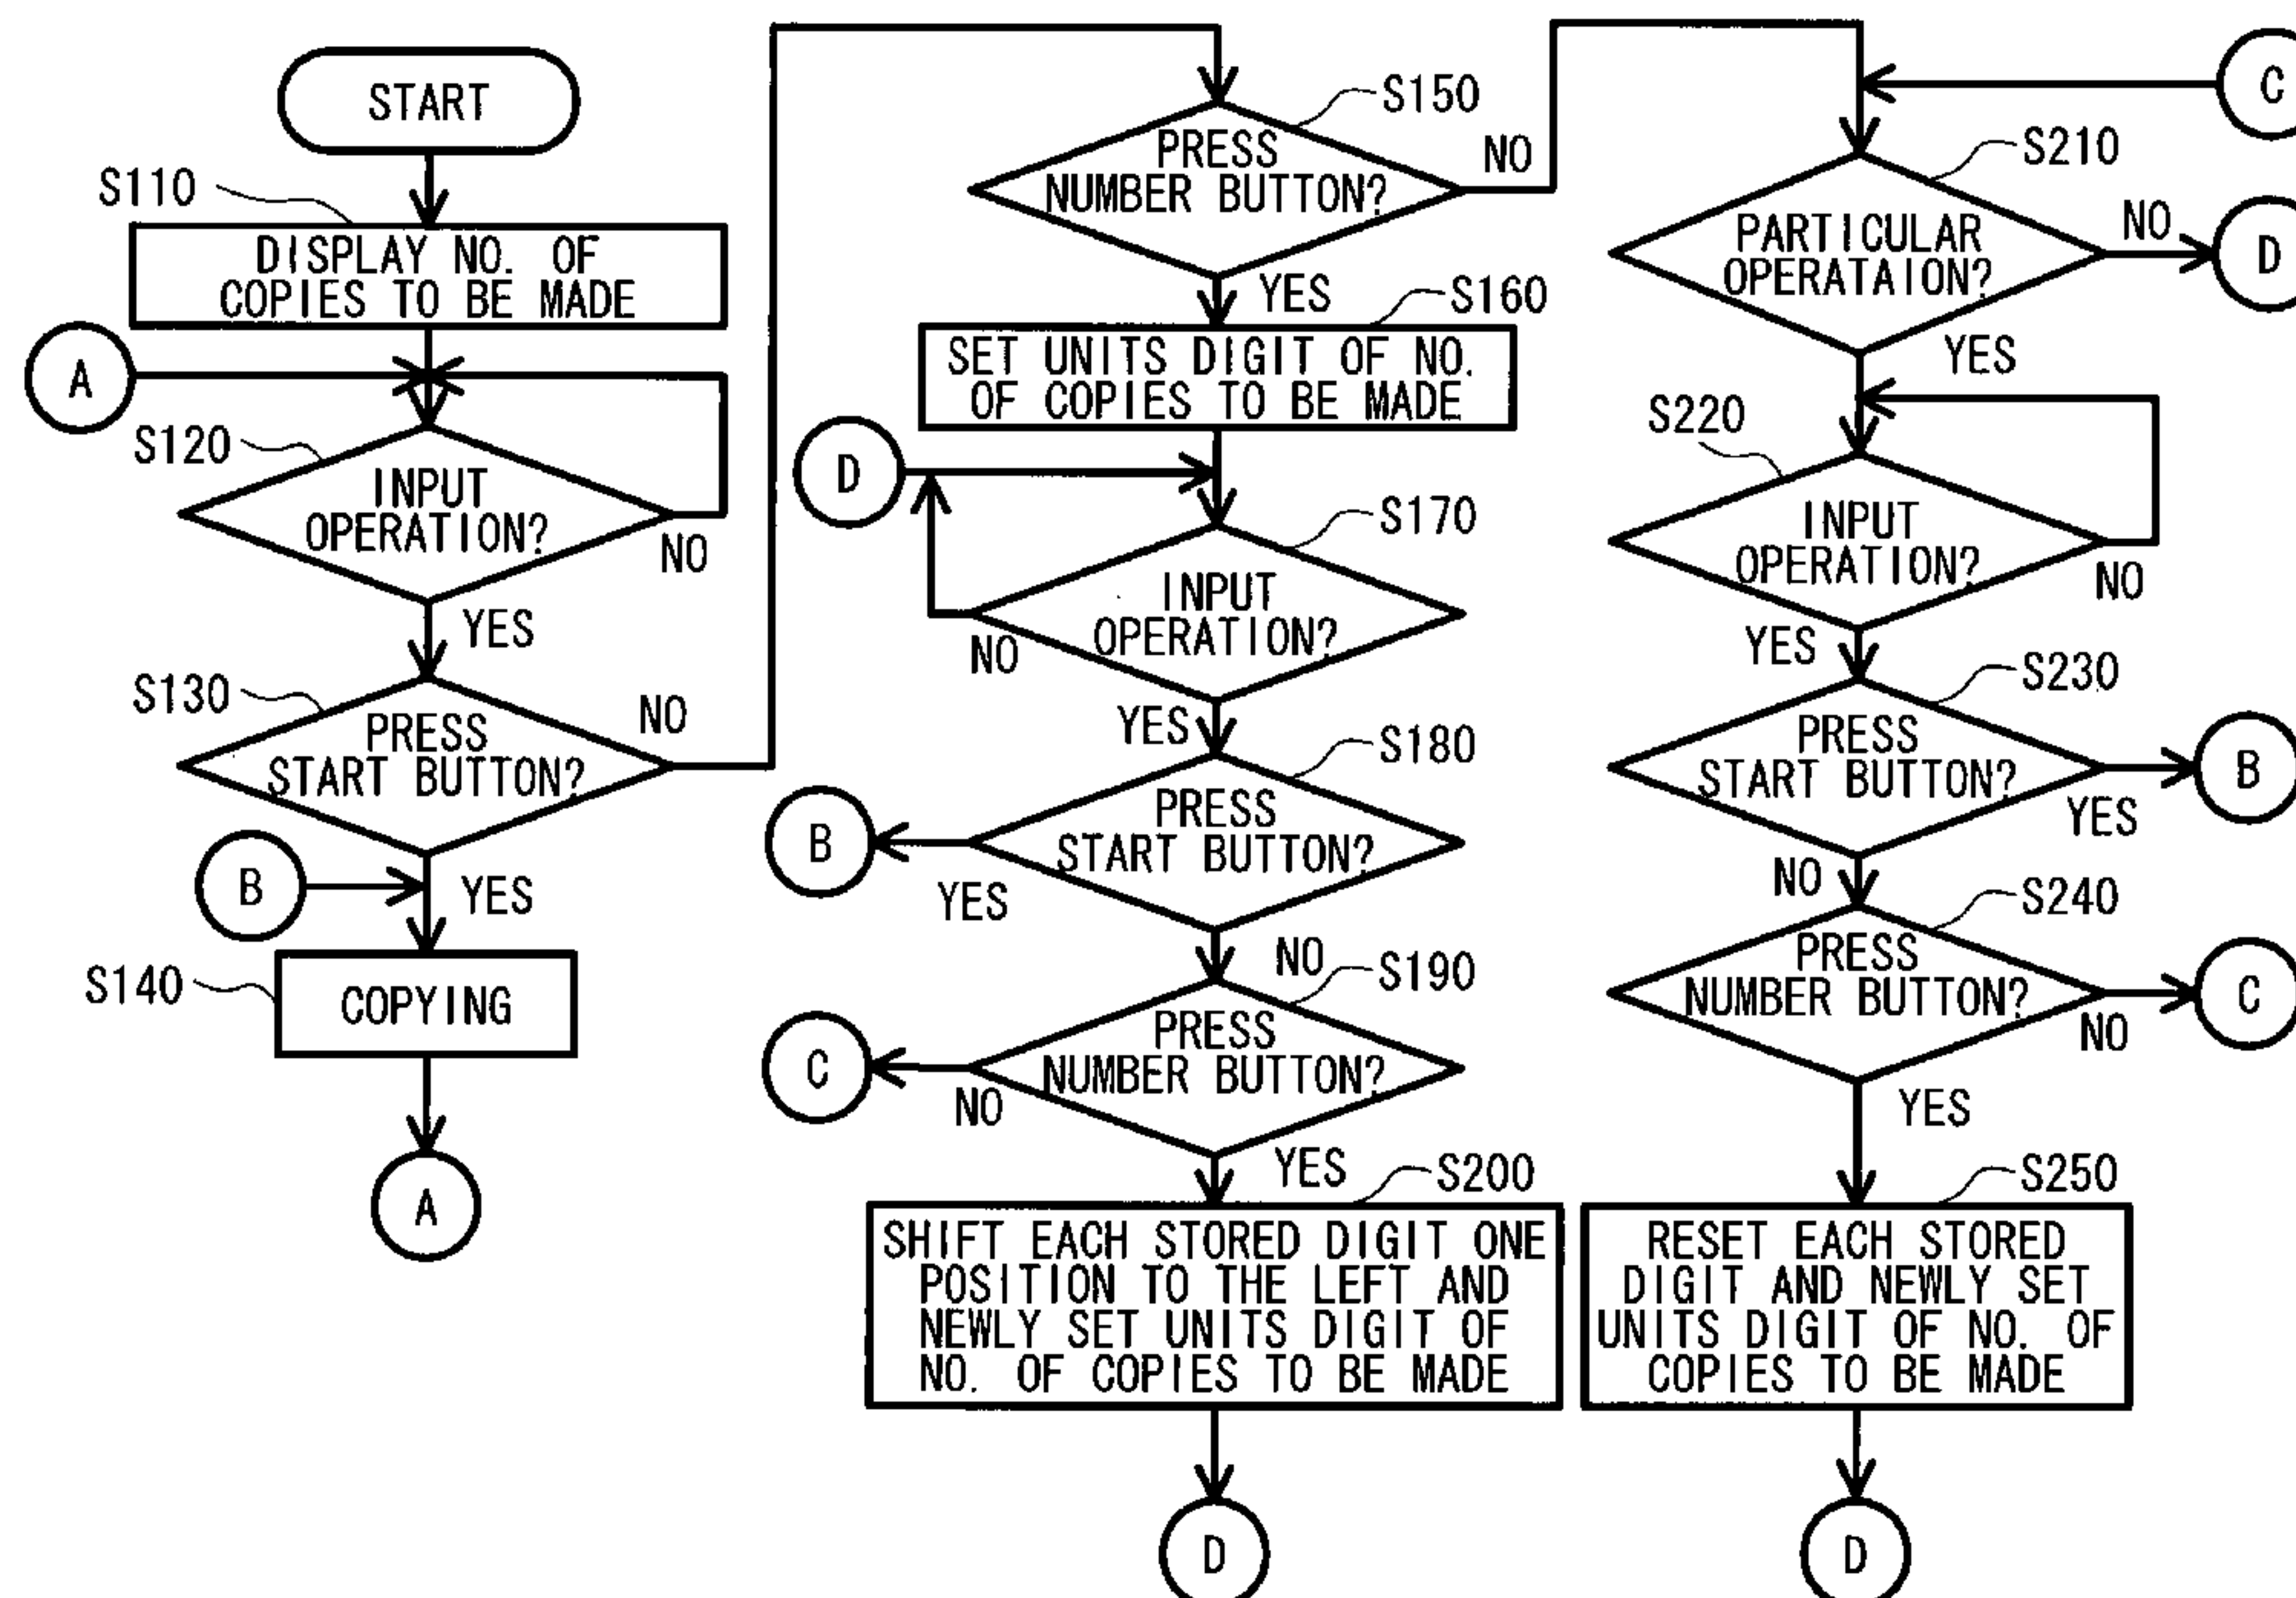 START
S110
DISPLAY NO. OF
COPIES TO BE MADE
A
S120
INPUT
OPERATION?
NO
YES
S130
PRESS
START BUTTON?
NO
B
YES
S140
COPYING
A
S150
PRESS
NUMBER BUTTON?
NO
YES
S160
SET UNITS DIGIT OF NO.
OF COPIES TO BE MADE
D
S170
INPUT
OPERATION?
NO
YES
S180
PRESS
START BUTTON?
B
YES
NO
S190
PRESS
NUMBER BUTTON?
C
NO
YES
S200
SHIFT EACH STORED DIGIT ONE
POSITION TO THE LEFT AND
NEWLY SET UNITS DIGIT OF
NO. OF COPIES TO BE MADE
D
C
S210
PARTICULAR
OPERATAION?
NO
D
YES
S220
INPUT
OPERATION?
NO
YES
S230
PRESS
START BUTTON?
B
YES
NO
S240
PRESS
NUMBER BUTTON?
C
NO
YES
S250
RESET EACH STORED
DIGIT AND NEWLY SET
UNITS DIGIT OF NO. OF
COPIES TO BE MADE
D